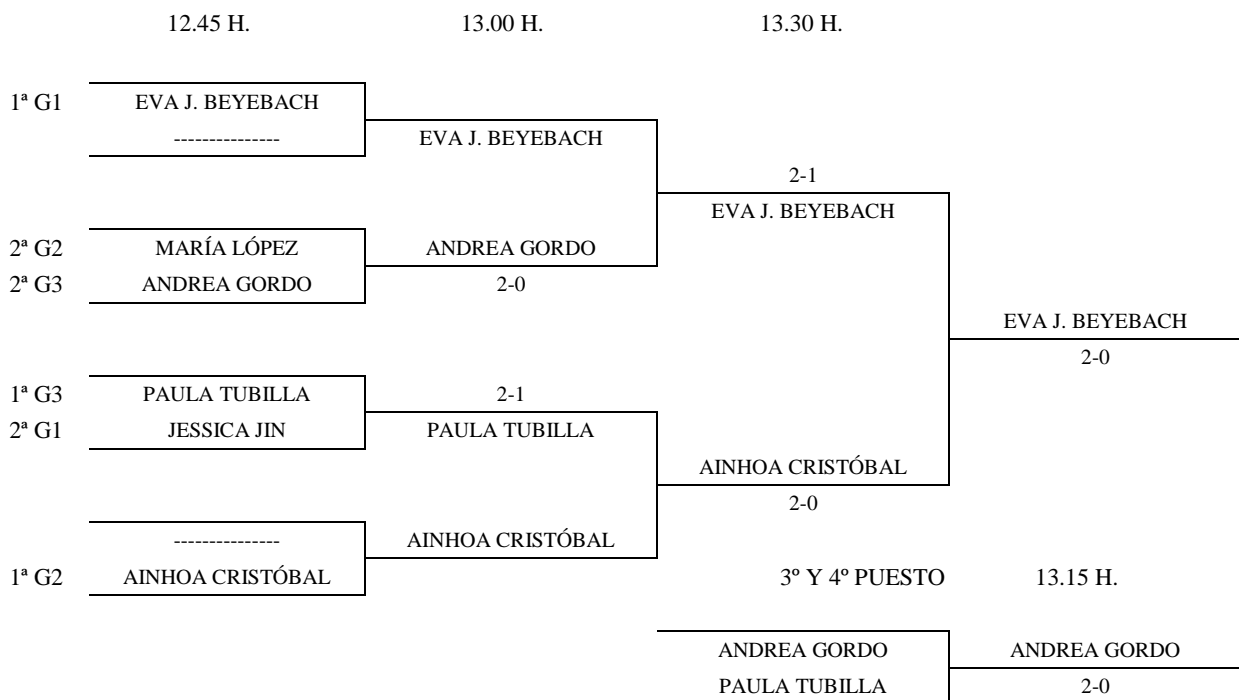 12.45 H. 13.00 H. 13.30 H.
1ª G1 EVA J. BEYEBACH
--------------- EVA J. BEYEBACH
2-1
EVA J. BEYEBACH
2ª G2 MARÍA LÓPEZ ANDREA GORDO
2ª G3 ANDREA GORDO 2-0
EVA J. BEYEBACH
2-0
1ª G3 PAULA TUBILLA 2-1
2ª G1 JESSICA JIN PAULA TUBILLA
AINHOA CRISTÓBAL
2-0
--------------- AINHOA CRISTÓBAL
1ª G2 AINHOA CRISTÓBAL 3º Y 4º PUESTO 13.15 H.
ANDREA GORDO ANDREA GORDO
PAULA TUBILLA 2-0